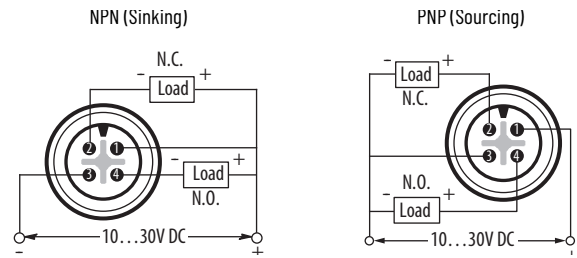 NPN (Sinking)
N.C.
- Load +
2 1
3 4
- Load +
N.O.
10...30V DC
- +
PNP (Sourcing)
- Load +
N.C.
2 1
3 4
N.O.
- Load +
10...30V DC
- +